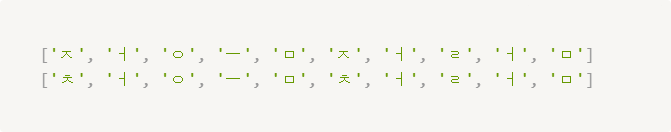 ['ㅈ', 'ㅓ', 'ㅇ', 'ㅡ', 'ㅁ', 'ㅈ', 'ㅓ', 'ㄹ', 'ㅓ', 'ㅁ']
['ㅊ', 'ㅓ', 'ㅇ', 'ㅡ', 'ㅁ', 'ㅊ', 'ㅓ', 'ㄹ', 'ㅓ', 'ㅁ']